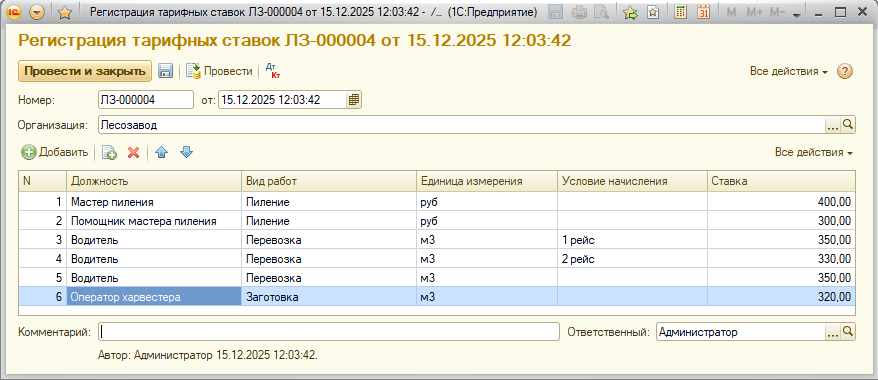 Регистрация тарифных ставок ЛЗ-000004 от 15.12.2025 12:03:42 - /... (1С:Предприятие) M M+ M-
Регистрация тарифных ставок ЛЗ-000004 от 15.12.2025 12:03:42
Провести и закрыть Провести Дт Кт Все действия
Номер: ЛЗ-000004 от: 15.12.2025 12:03:42
Организация: Лесозавод ...
Добавить Все действия
N Должность Вид работ Единица измерения Условие начисления Ставка
1 Мастер пиления Пиление руб 400,00
2 Помощник мастера пиления Пиление руб 300,00
3 Водитель Перевозка м3 1 рейс 350,00
4 Водитель Перевозка м3 2 рейс 330,00
5 Водитель Перевозка м3 350,00
6 Оператор харвестера Заготовка м3 320,00
Комментарий: Ответственный: Администратор ...
Автор: Администратор 15.12.2025 12:03:42.